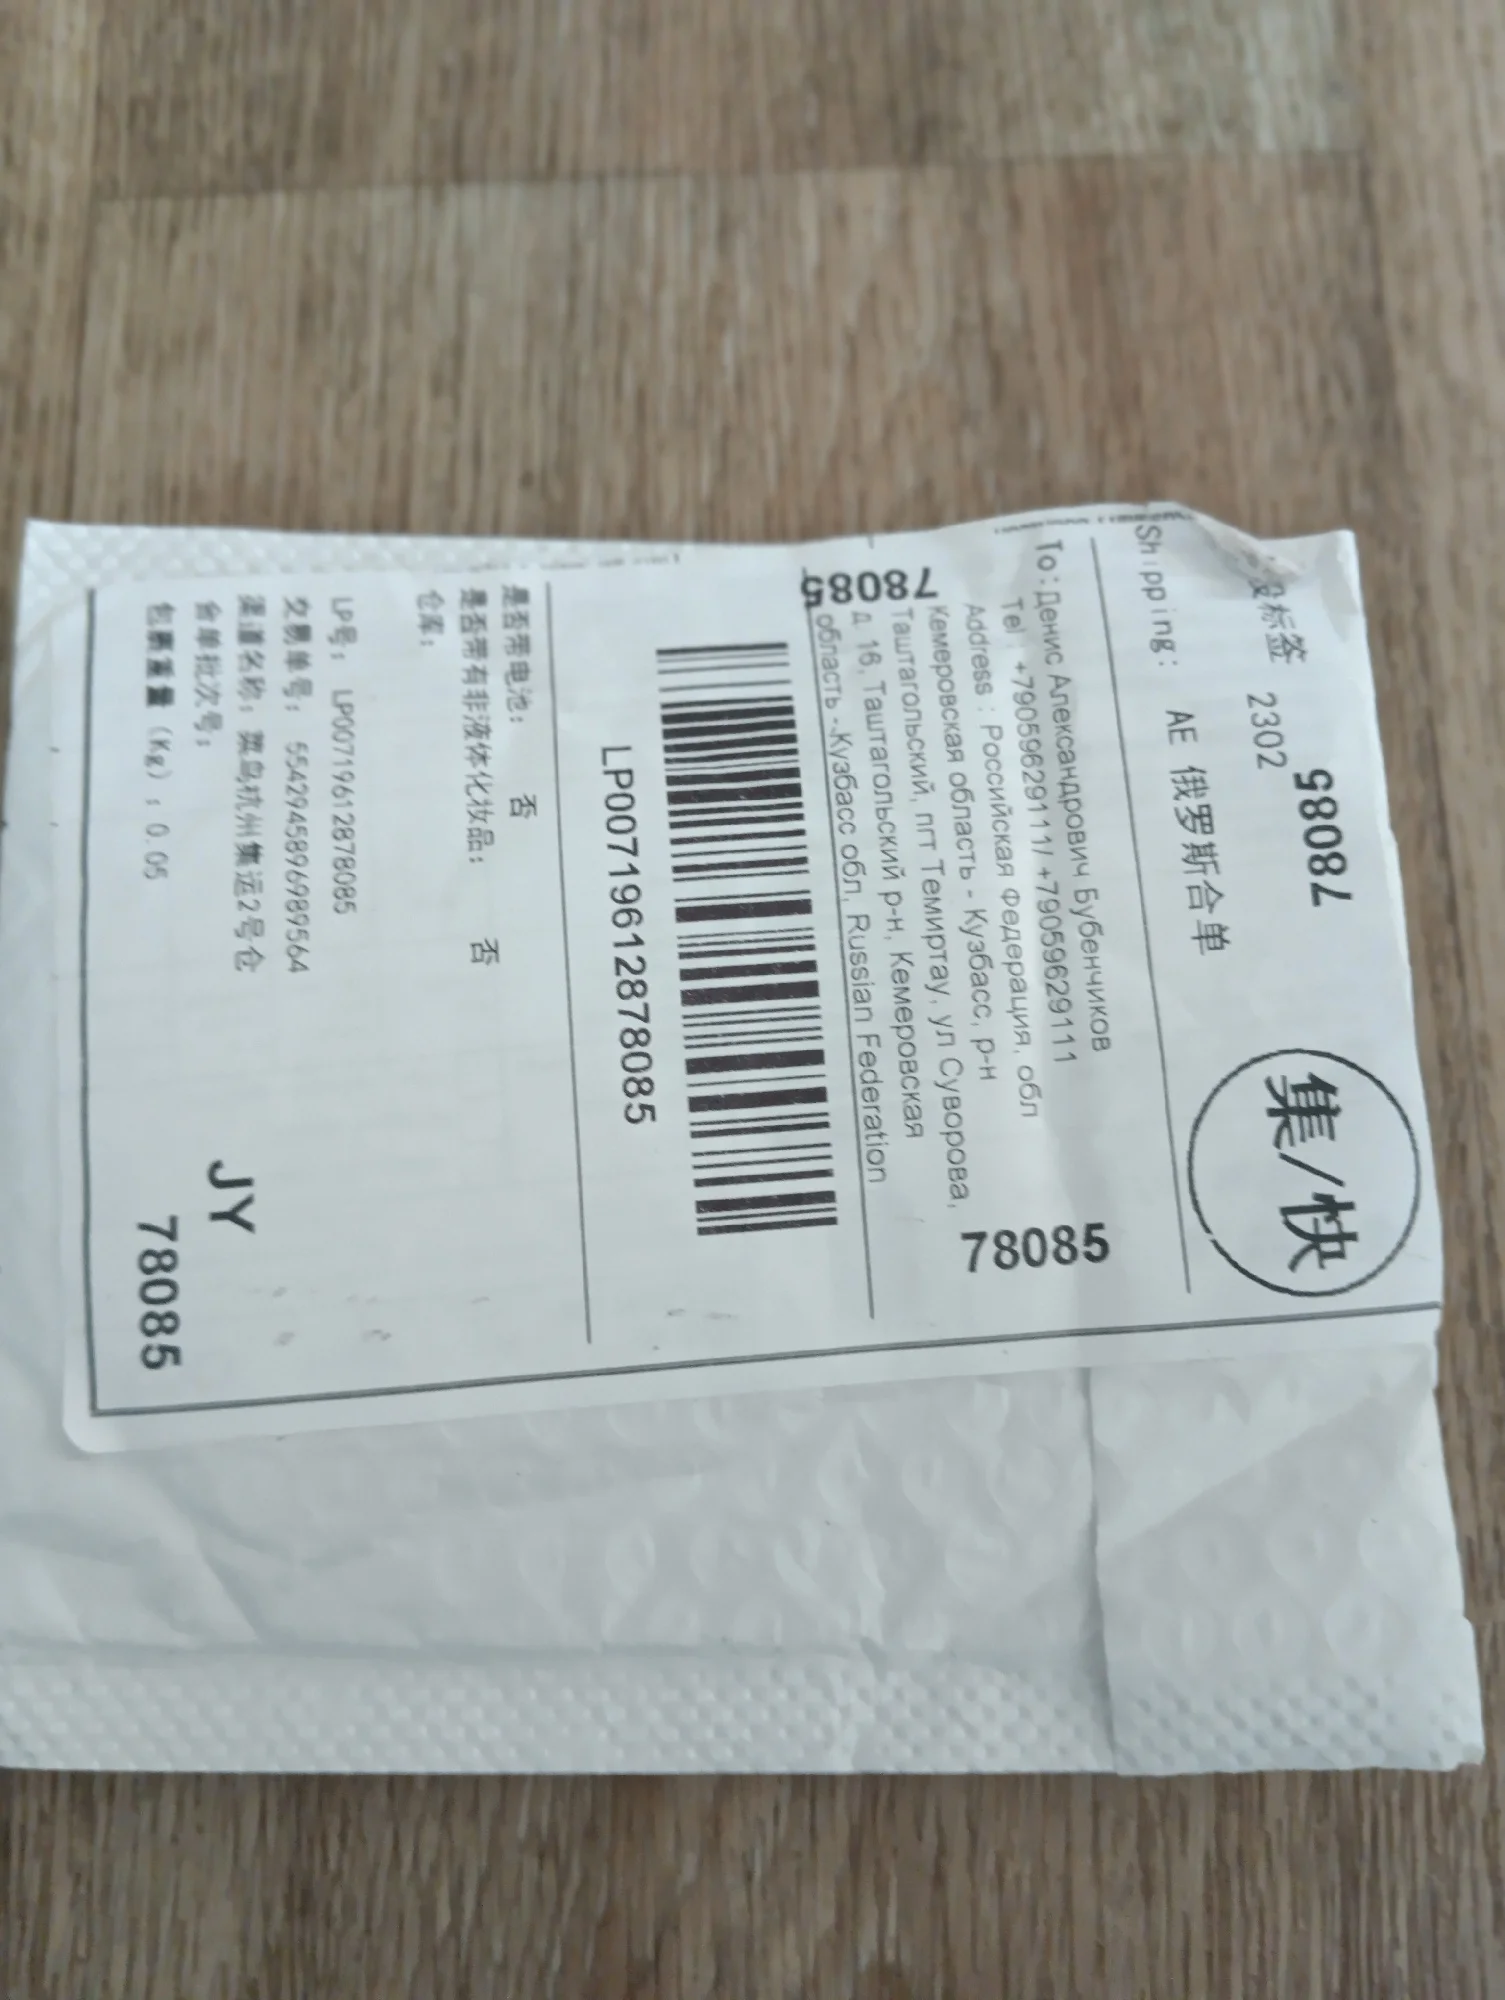 78085
标签 2302
集/快
Shipping: AE 俄罗斯合单
To:Денис Александрович Бубенчиков
Tel : +79059629111/ +79059629111
Address : Российская Федерация, обл
Кемеровская область - Кузбасс, р-н
Таштагольский, пгт Темиртау, ул Суворова,
д. 16, Таштагольский р-н, Кемеровская
область - Кузбасс обл, Russian Federation
78085
78085
LP00719612878085
是否带电池: 否
是否带有非液体化妆品: 否
仓库:
LP号: LP00719612878085
交易单号: 5542945896989564
渠道名称: 燕鸟杭州集运2号仓
合单批次号:
包裹重量(Kg): 0.05
JY
78085